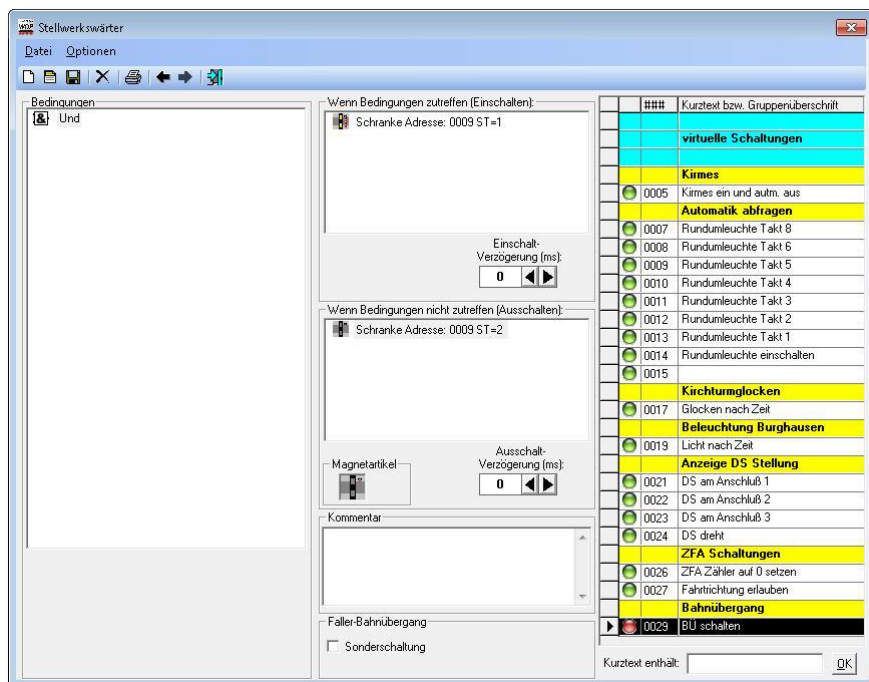 Stellwerkswärter
Datei Optionen
Bedingungen
& Und
Wenn Bedingungen zutreffen (Einschalten):
Schranke Adresse: 0009 ST=1
Einschalt-
Verzögerung (ms):
0
Wenn Bedingungen nicht zutreffen (Ausschalten):
Schranke Adresse: 0009 ST=2
Magnetartikel
Ausschalt-
Verzögerung (ms):
0
Kommentar
Faller-Bahnübergang
Sonderschaltung
### Kurztext bzw. Gruppenüberschrift
virtuelle Schaltungen
Kirmes
0005 Kirmes ein und autm. aus
Automatik abfragen
0007 Rundumleuchte Takt 8
0008 Rundumleuchte Takt 6
0009 Rundumleuchte Takt 5
0010 Rundumleuchte Takt 4
0011 Rundumleuchte Takt 3
0012 Rundumleuchte Takt 2
0013 Rundumleuchte Takt 1
0014 Rundumleuchte einschalten
0015
Kirchturmglocken
0017 Glocken nach Zeit
Beleuchtung Burghausen
0019 Licht nach Zeit
Anzeige DS Stellung
0021 DS am Anschluß 1
0022 DS am Anschluß 2
0023 DS am Anschluß 3
0024 DS dreht
ZFA Schaltungen
0026 ZFA Zähler auf 0 setzen
0027 Fahrtrichtung erlauben
Bahnübergang
0029 BÜ schalten
Kurztext enthält: OK